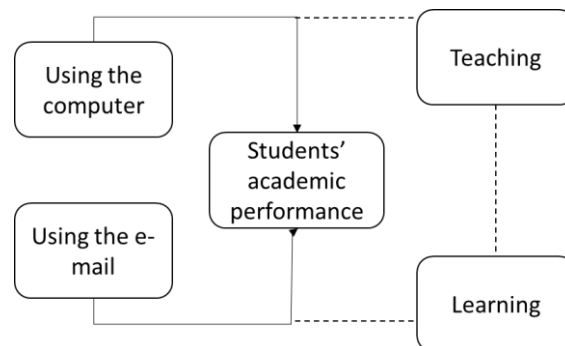 Using the
computer
Teaching
Students'
academic
performance
Using the e-
mail
Learning